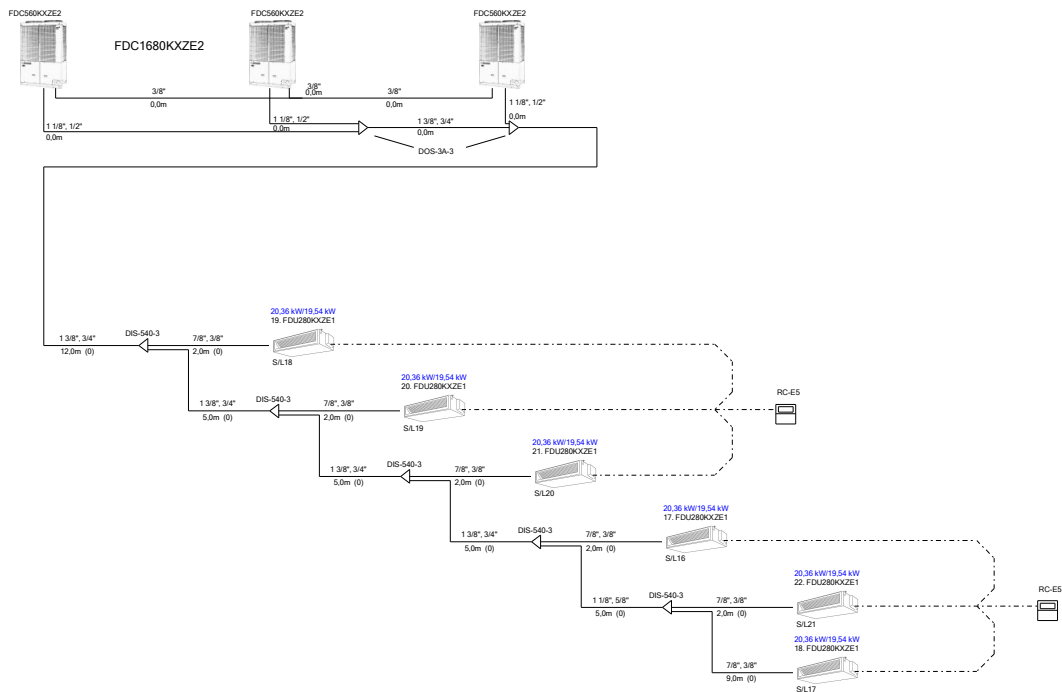 FDC560KXZE2
FDC560KXZE2
FDC560KXZE2
FDC1680KXZE2
3/8"
0,0m
3/8"
0,0m
3/8"
0,0m
1 1/8", 1/2"
0,0m
1 1/8", 1/2"
0,0m
1 1/8", 1/2"
0,0m
1 3/8", 3/4"
0,0m
DOS-3A-3
20,36 kW/19,54 kW
19. FDU280KXZE1
1 3/8", 3/4"
12,0m (0)
DIS-540-3
7/8", 3/8"
2,0m (0)
S/L18
20,36 kW/19,54 kW
20. FDU280KXZE1
RC-E5
1 3/8", 3/4"
5,0m (0)
DIS-540-3
7/8", 3/8"
2,0m (0)
S/L19
20,36 kW/19,54 kW
21. FDU280KXZE1
1 3/8", 3/4"
5,0m (0)
DIS-540-3
7/8", 3/8"
2,0m (0)
S/L20
20,36 kW/19,54 kW
17. FDU280KXZE1
1 3/8", 3/4"
5,0m (0)
DIS-540-3
7/8", 3/8"
2,0m (0)
S/L16
20,36 kW/19,54 kW
22. FDU280KXZE1
RC-E5
1 1/8", 5/8"
5,0m (0)
DIS-540-3
7/8", 3/8"
2,0m (0)
S/L21
20,36 kW/19,54 kW
18. FDU280KXZE1
7/8", 3/8"
9,0m (0)
S/L17